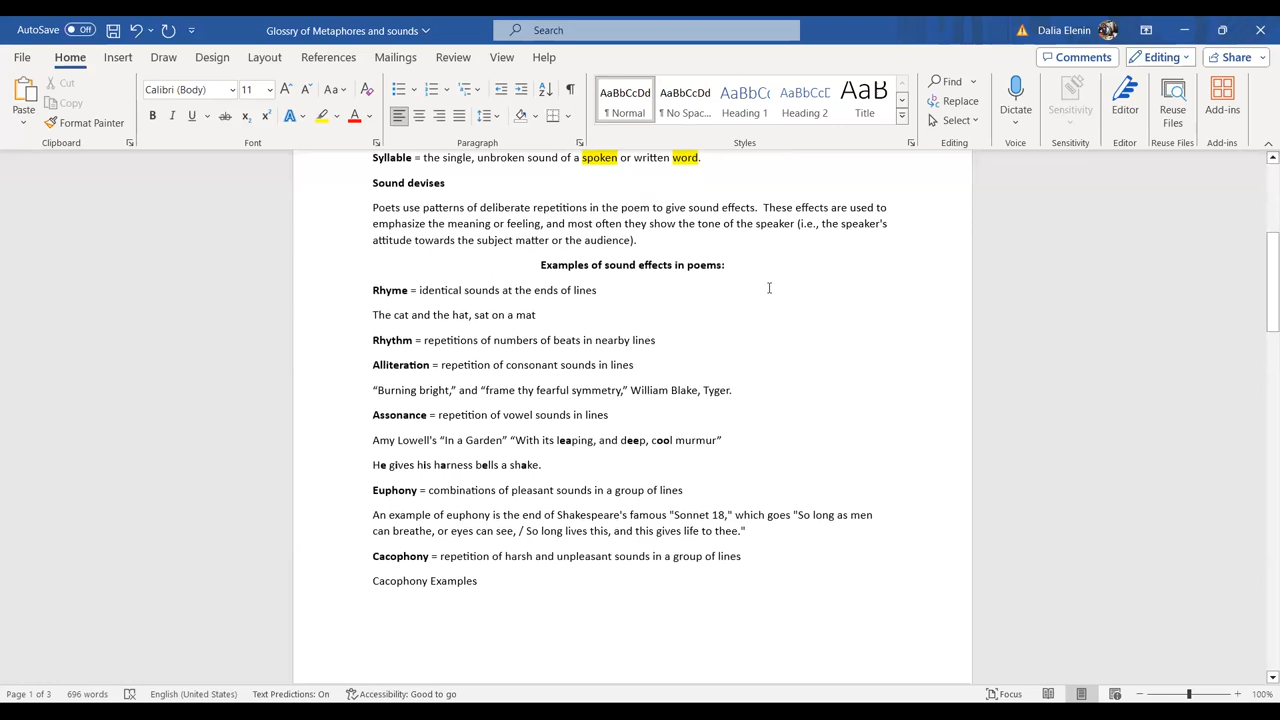 AutoSave Off Glossry of Metaphores and sounds Search Dalia Elenin
File Home Insert Draw Design Layout References Mailings Review View Help Comments Editing Share
Paste Cut Copy Format Painter
Calibri (Body) 11
AaBbCcDd AaBbCcDd AaBbCc AaBbCcD AaB
Normal No Spac... Heading 1 Heading 2 Title
Find Replace Select
Dictate Sensitivity Editor Reuse Files Add-ins
Clipboard Font Paragraph Styles Editing Voice Sensitivity Editor Reuse Files Add-ins
Syllable = the single, unbroken sound of a spoken or written word.
Sound devises
Poets use patterns of deliberate repetitions in the poem to give sound effects. These effects are used to
emphasize the meaning or feeling, and most often they show the tone of the speaker (i.e., the speaker's
attitude towards the subject matter or the audience).
Examples of sound effects in poems:
Rhyme = identical sounds at the ends of lines
The cat and the hat, sat on a mat
Rhythm = repetitions of numbers of beats in nearby lines
Alliteration = repetition of consonant sounds in lines
“Burning bright,” and “frame thy fearful symmetry,” William Blake, Tyger.
Assonance = repetition of vowel sounds in lines
Amy Lowell's “In a Garden” “With its leaping, and deep, cool murmur”
He gives his harness bells a shake.
Euphony = combinations of pleasant sounds in a group of lines
An example of euphony is the end of Shakespeare's famous "Sonnet 18," which goes "So long as men
can breathe, or eyes can see, / So long lives this, and this gives life to thee."
Cacophony = repetition of harsh and unpleasant sounds in a group of lines
Cacophony Examples
Page 1 of 3 696 words English (United States) Text Predictions: On Accessibility: Good to go Focus 100%